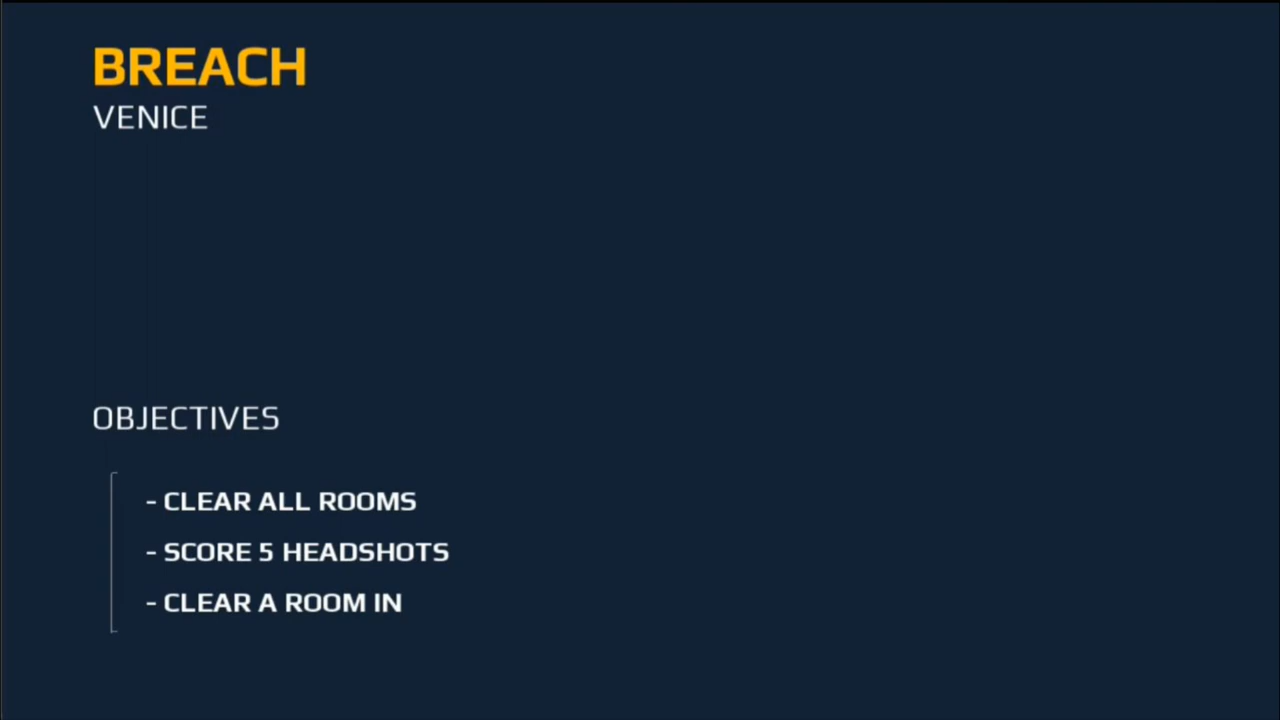 BREACH
VENICE
OBJECTIVES
- CLEAR ALL ROOMS
- SCORE 5 HEADSHOTS
- CLEAR A ROOM IN